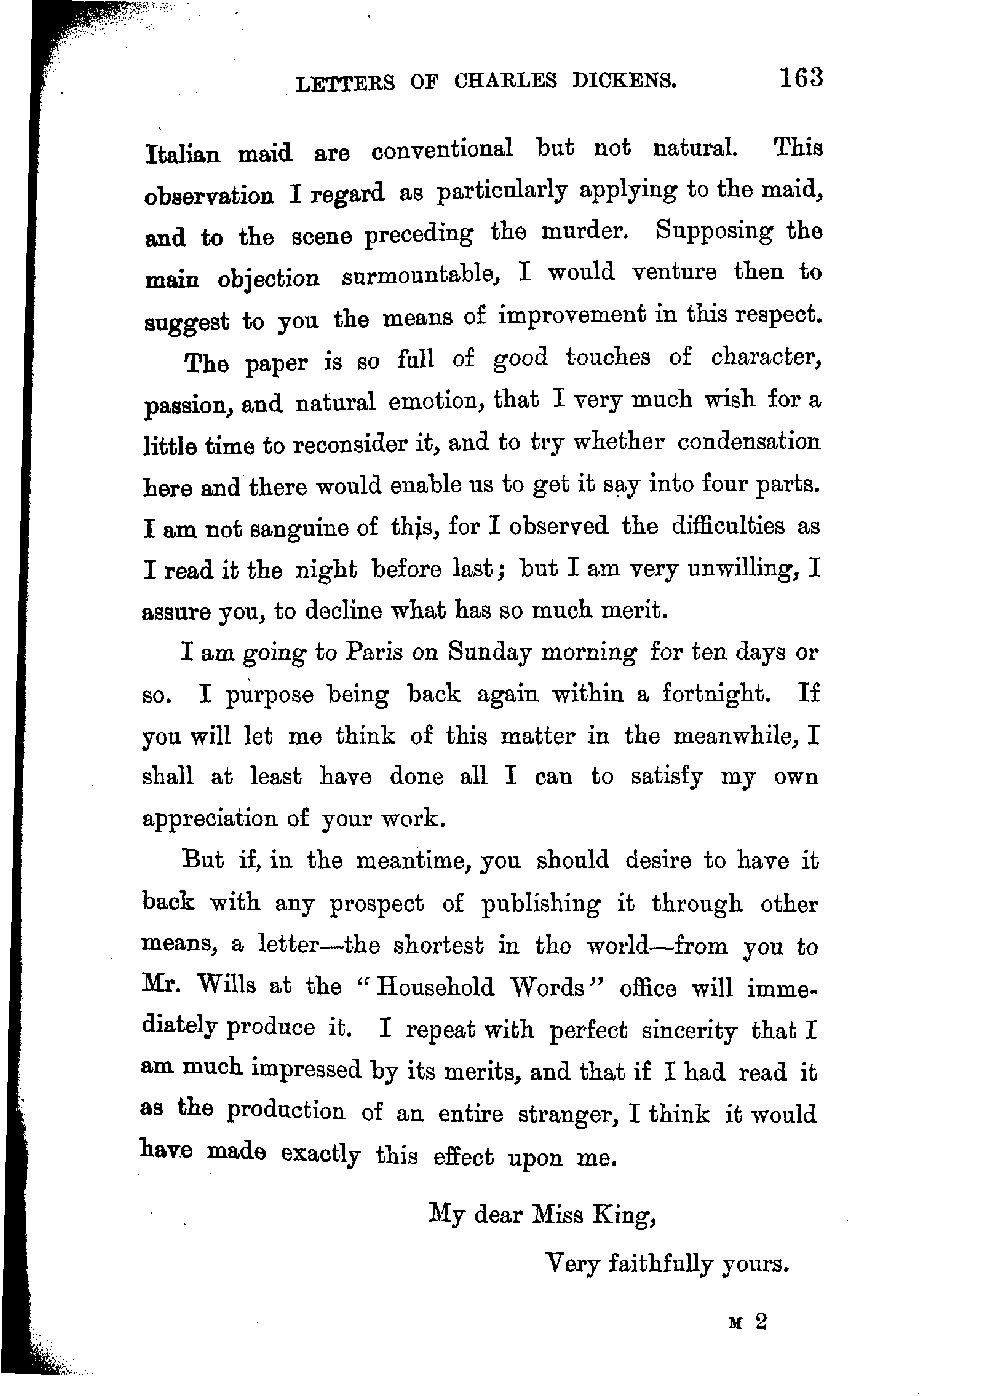 LETTERS OF CHARLES DICKENS. 163
Italian maid are conventional but not natural. This
observation I regard as particularly applying to the maid,
and to the scene preceding the murder. Supposing the
main objection surmountable, I would venture then to
suggest to you the means of improvement in this respect.
The paper is so full of good touches of character,
passion, and natural emotion, that I very much wish for a
little time to reconsider it, and to try whether condensation
here and there would enable us to get it say into four parts.
I am not sanguine of this, for I observed the difficulties as
I read it the night before last; but I am very unwilling, I
assure you, to decline what has so much merit.
I am going to Paris on Sunday morning for ten days or
so. I purpose being back again within a fortnight. If
you will let me think of this matter in the meanwhile, I
shall at least have done all I can to satisfy my own
appreciation of your work.
But if, in the meantime, you should desire to have it
back with any prospect of publishing it through other
means, a letter—the shortest in the world—from you to
Mr. Wills at the “Household Words” office will imme-
diately produce it. I repeat with perfect sincerity that I
am much impressed by its merits, and that if I had read it
as the production of an entire stranger, I think it would
have made exactly this effect upon me.
My dear Miss King,
Very faithfully yours.
M 2